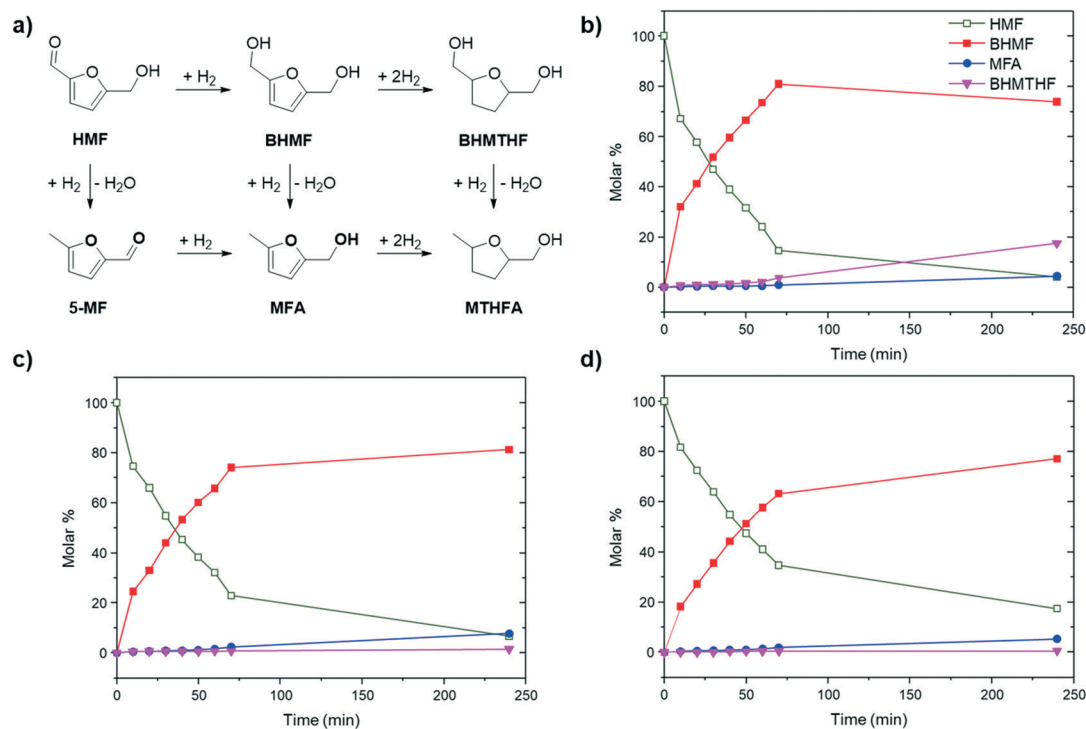 a)
O
O
OH
HMF
+ H₂
OH
O
OH
BHMF
+ 2H₂
OH
O
OH
BHMTHF
+ H₂ - H₂O
+ H₂ - H₂O
+ H₂ - H₂O
O
O
5-MF
+ H₂
O
OH
MFA
+ 2H₂
O
OH
MTHFA
b)
HMF
BHMF
MFA
BHMTHF
Molar %
100
80
60
40
20
0
0 50 100 150 200 250
Time (min)
c)
Molar %
100
80
60
40
20
0
0 50 100 150 200 250
Time (min)
d)
Molar %
100
80
60
40
20
0
0 50 100 150 200 250
Time (min)